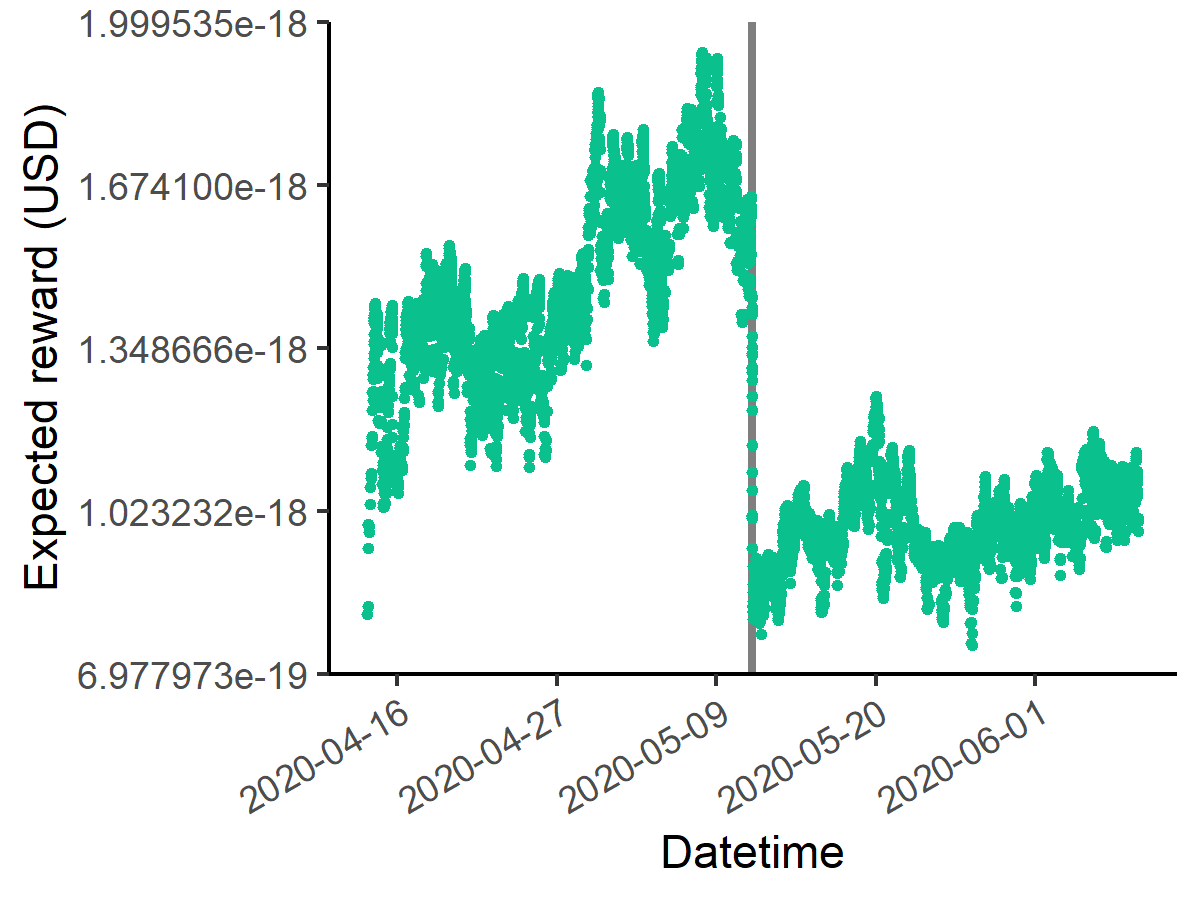 Expected reward (USD)
1.999535e-18
1.674100e-18
1.348666e-18
1.023232e-18
6.977973e-19
2020-04-16
2020-04-27
2020-05-09
2020-05-20
2020-06-01
Datetime